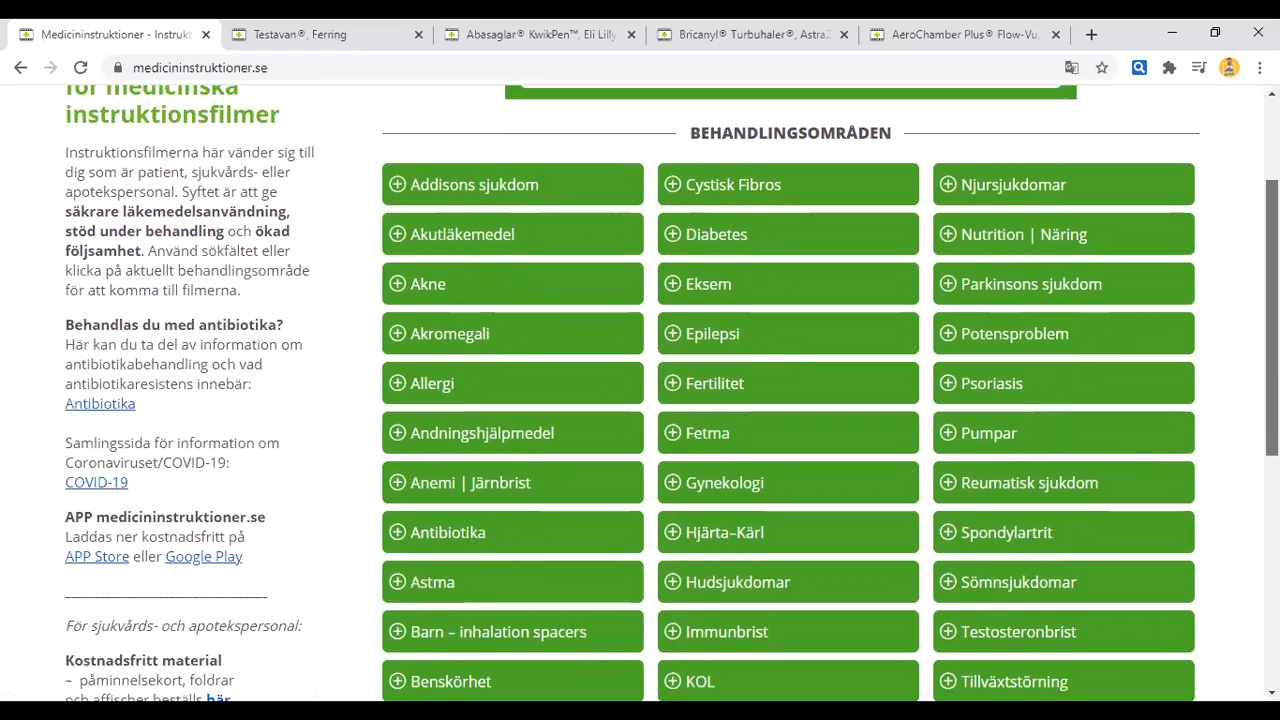 Medicininstruktioner - Instrukt
Testavan®, Ferring
Abasaglar® KwikPen™, Eli Lilly
Bricanyl® Turbuhaler®, AstraZ
AeroChamber Plus® Flow-Vu,
medicininstruktioner.se
för medicinska
instruktionsfilmer
Instruktionsfilmerna här vänder sig till
dig som är patient, sjukvårds- eller
apotekspersonal. Syftet är att ge
säkrare läkemedelsanvändning,
stöd under behandling och ökad
följsamhet. Använd sökfältet eller
klicka på aktuellt behandlingsområde
för att komma till filmerna.
Behandlas du med antibiotika?
Här kan du ta del av information om
antibiotikabehandling och vad
antibiotikaresistens innebär:
Antibiotika
Samlingssida för information om
Coronaviruset/COVID-19:
COVID-19
APP medicininstruktioner.se
Laddas ner kostnadsfritt på
APP Store eller Google Play
För sjukvårds- och apotekspersonal:
Kostnadsfritt material
– påminnelsekort, foldrar
och affischer beställs här
BEHANDLINGSOMRÅDEN
Addisons sjukdom
Akutläkemedel
Akne
Akromegali
Allergi
Andningshjälpmedel
Anemi | Järnbrist
Antibiotika
Astma
Barn – inhalation spacers
Benskörhet
Cystisk Fibros
Diabetes
Eksem
Epilepsi
Fertilitet
Fetma
Gynekologi
Hjärta–Kärl
Hudsjukdomar
Immunbrist
KOL
Njursjukdomar
Nutrition | Näring
Parkinsons sjukdom
Potensproblem
Psoriasis
Pumpar
Reumatisk sjukdom
Spondylartrit
Sömnsjukdomar
Testosteronbrist
Tillväxtstörning